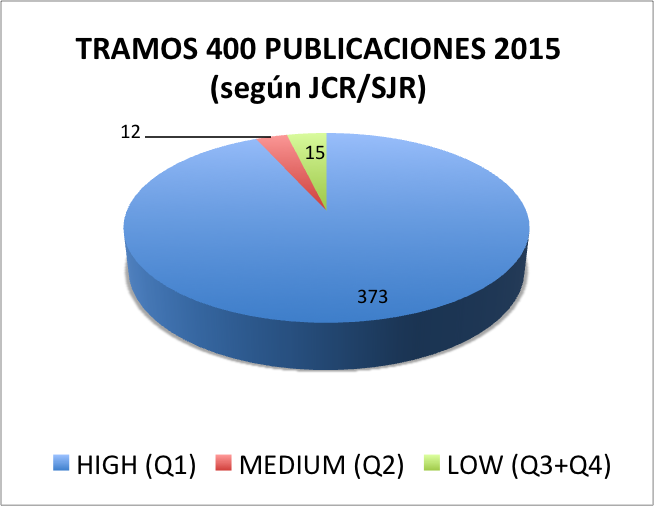 TRAMOS 400 PUBLICACIONES 2015
(según JCR/SJR)
12
15
373
HIGH (Q1)
MEDIUM (Q2)
LOW (Q3+Q4)